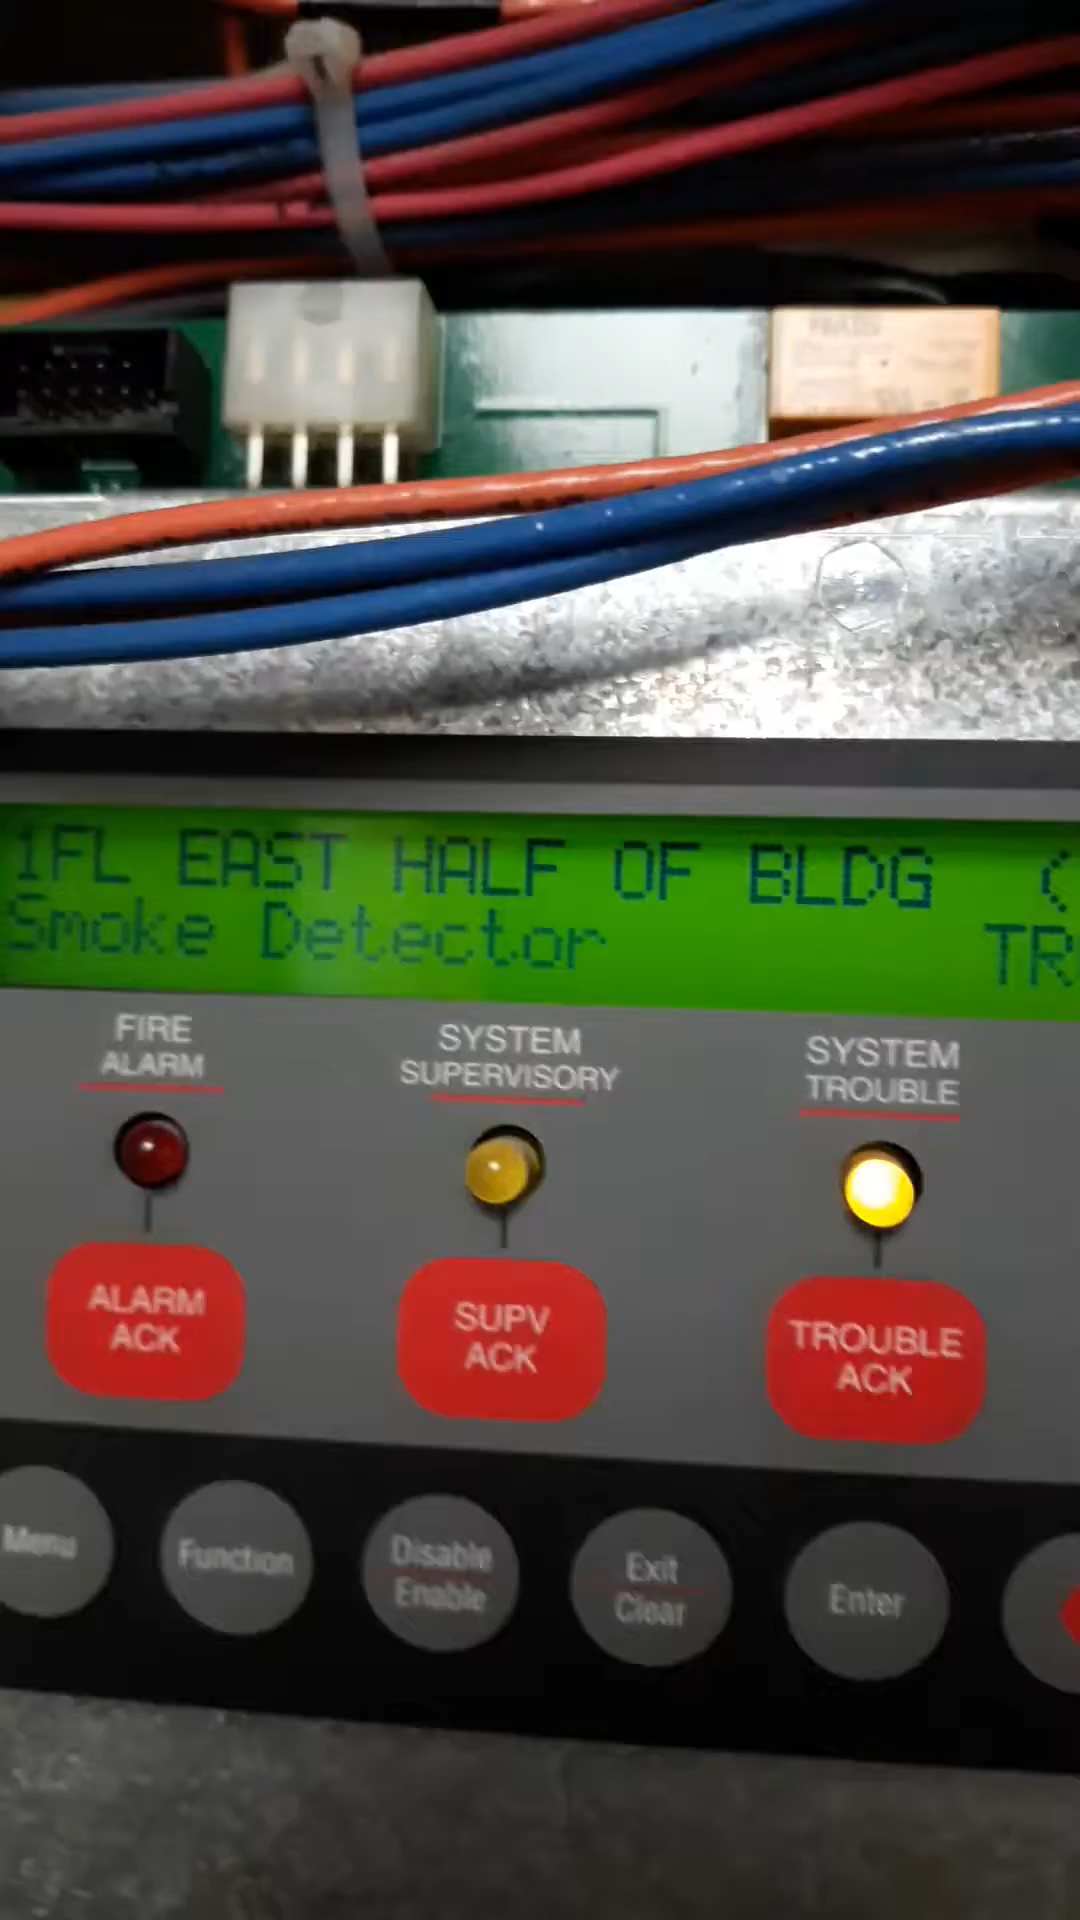 1FL EAST HALF OF BLDG (
Smoke Detector TR
FIRE
ALARM
SYSTEM
SUPERVISORY
SYSTEM
TROUBLE
ALARM
ACK
SUPV
ACK
TROUBLE
ACK
Menu
Function
Disable
Enable
Exit
Clear
Enter